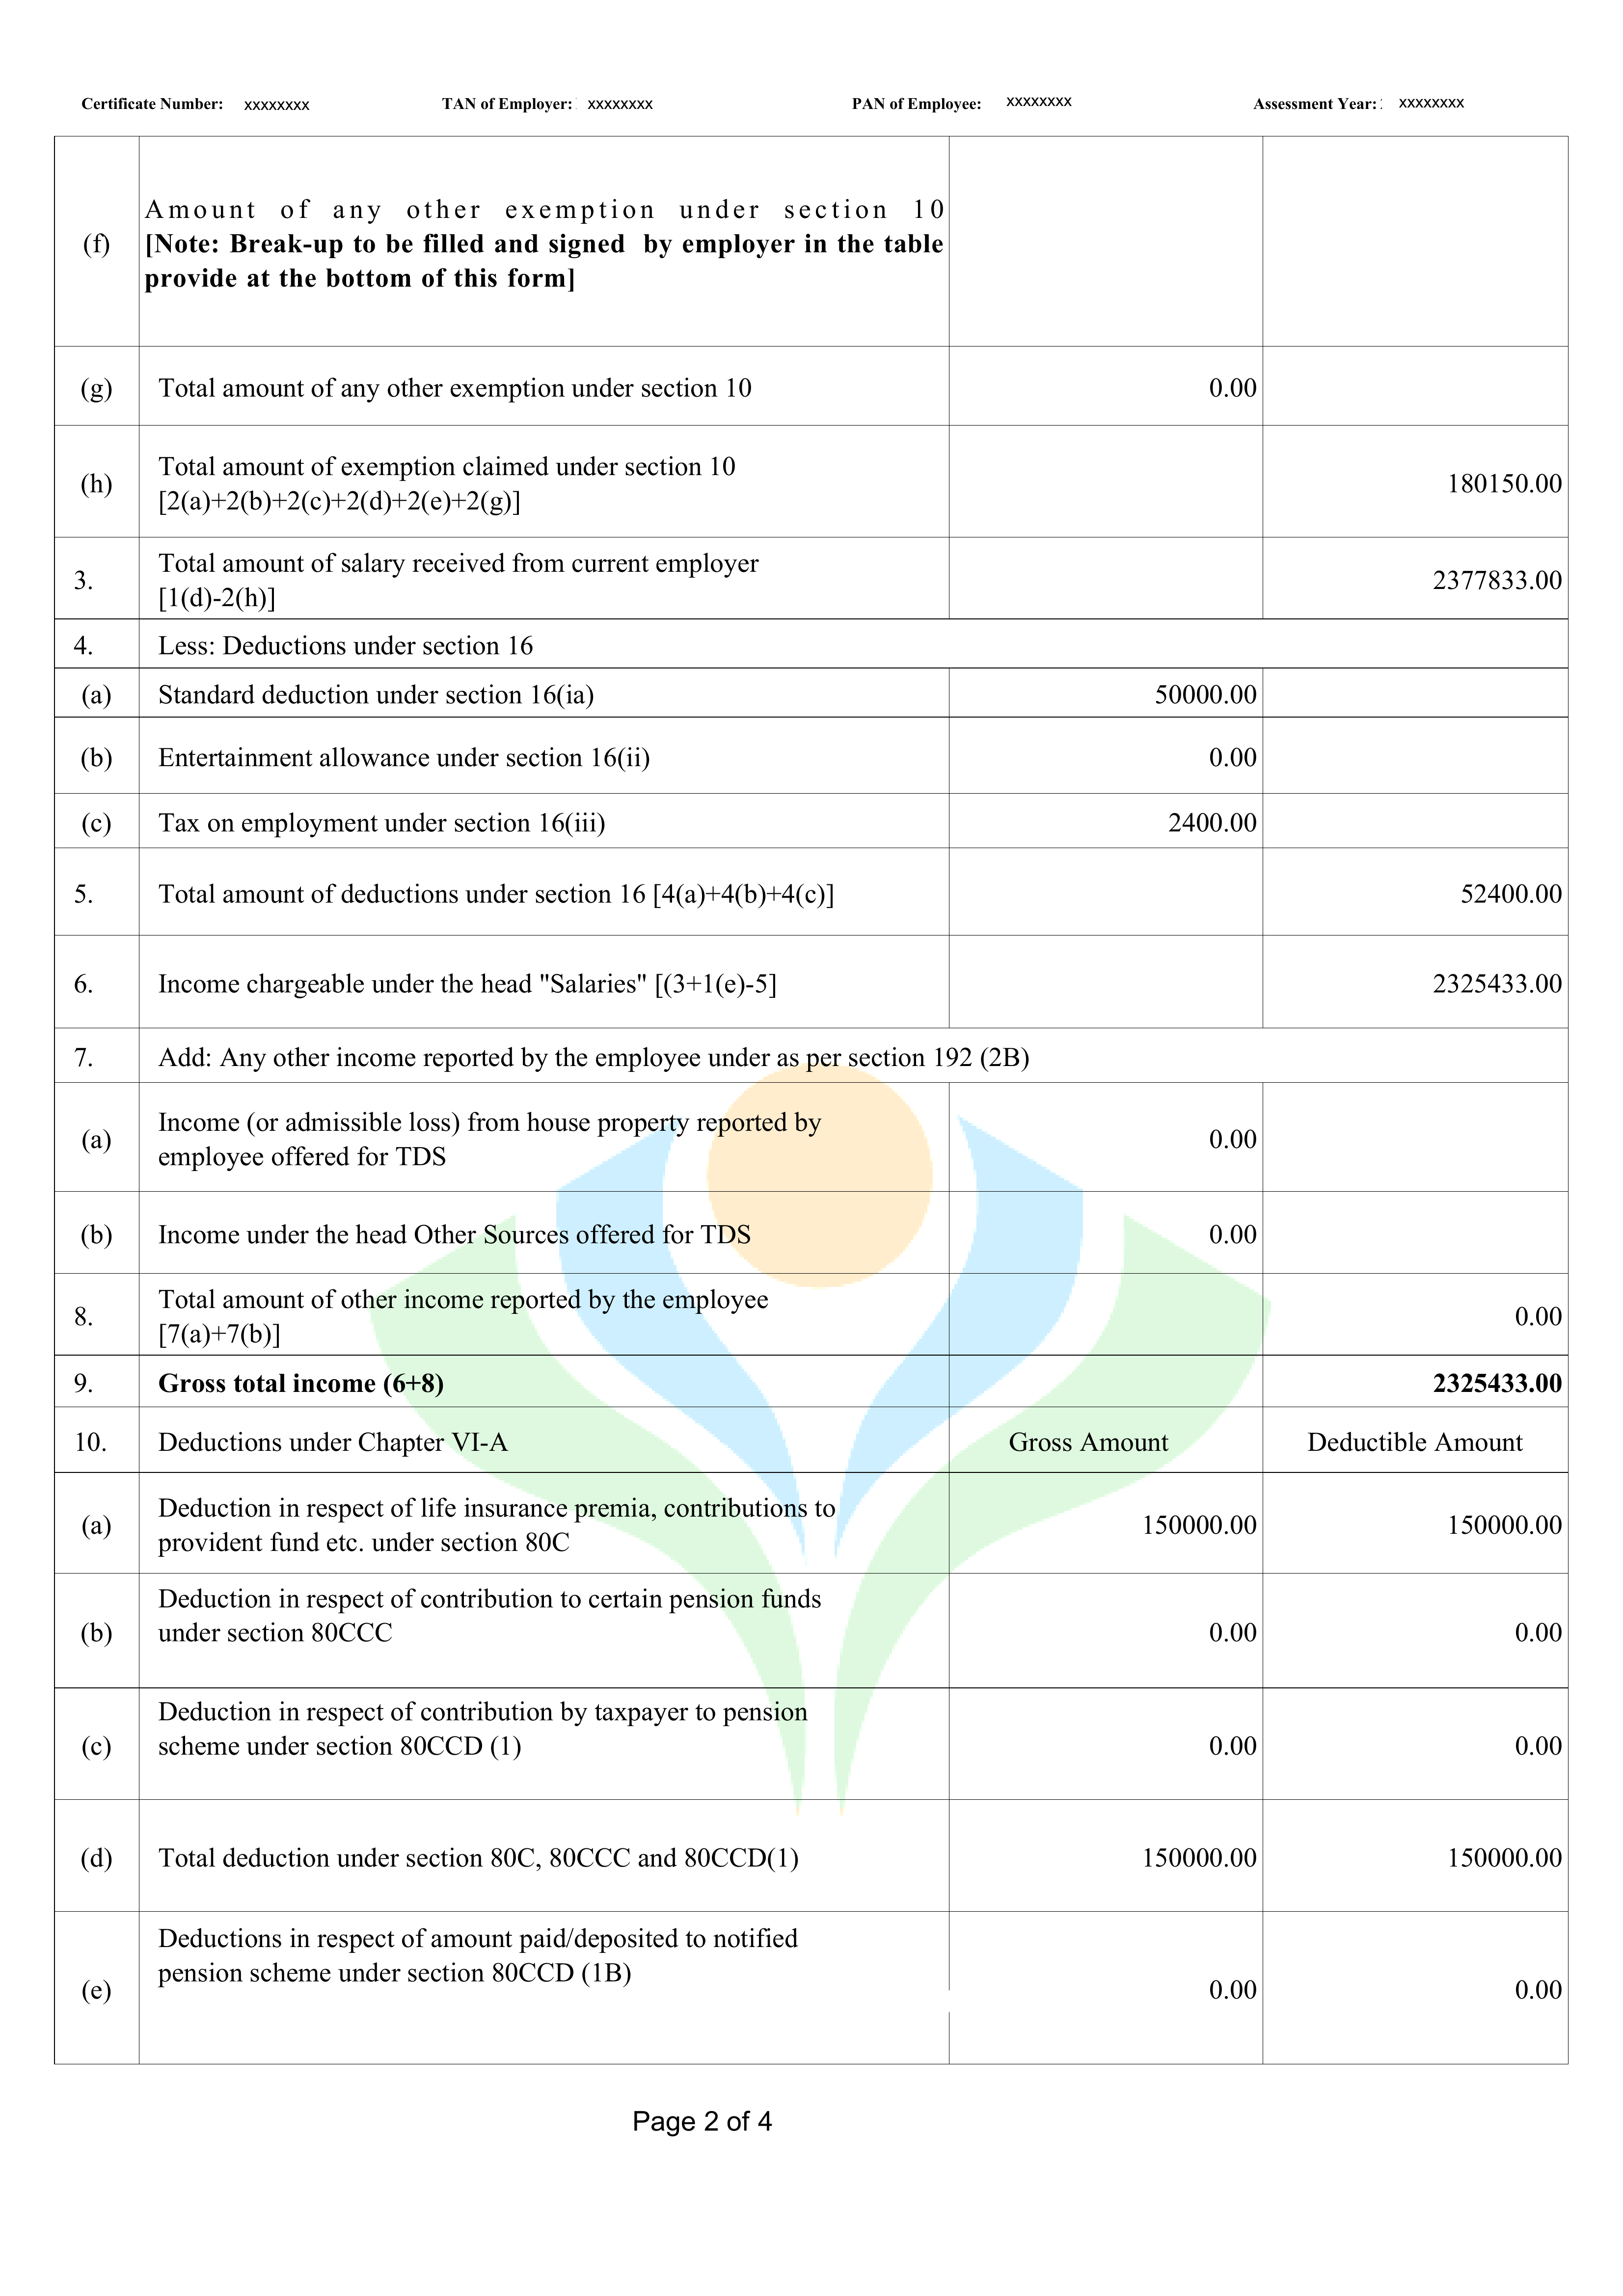 Certificate Number: xxxxxxxx TAN of Employer: xxxxxxxx PAN of Employee: xxxxxxxx Assessment Year: xxxxxxxx
Amount of any other exemption under section 10
(f) [Note: Break-up to be filled and signed by employer in the table
provide at the bottom of this form]
(g) Total amount of any other exemption under section 10 0.00
Total amount of exemption claimed under section 10
(h) 180150.00
[2(a)+2(b)+2(c)+2(d)+2(e)+2(g)]
Total amount of salary received from current employer
3. 2377833.00
[1(d)-2(h)]
4. Less: Deductions under section 16
(a) Standard deduction under section 16(ia) 50000.00
(b) Entertainment allowance under section 16(ii) 0.00
(c) Tax on employment under section 16(iii) 2400.00
5. Total amount of deductions under section 16 [4(a)+4(b)+4(c)] 52400.00
6. Income chargeable under the head "Salaries" [(3+1(e)-5] 2325433.00
7. Add: Any other income reported by the employee under as per section 192 (2B)
Income (or admissible loss) from house property reported by
(a) 0.00
employee offered for TDS
(b) Income under the head Other Sources offered for TDS 0.00
Total amount of other income reported by the employee
8. 0.00
[7(a)+7(b)]
9. Gross total income (6+8) 2325433.00
10. Deductions under Chapter VI-A Gross Amount Deductible Amount
Deduction in respect of life insurance premia, contributions to
(a) 150000.00 150000.00
provident fund etc. under section 80C
Deduction in respect of contribution to certain pension funds
(b) under section 80CCC 0.00 0.00
Deduction in respect of contribution by taxpayer to pension
(c) scheme under section 80CCD (1) 0.00 0.00
(d) Total deduction under section 80C, 80CCC and 80CCD(1) 150000.00 150000.00
Deductions in respect of amount paid/deposited to notified
pension scheme under section 80CCD (1B)
(e) 0.00 0.00
Page 2 of 4